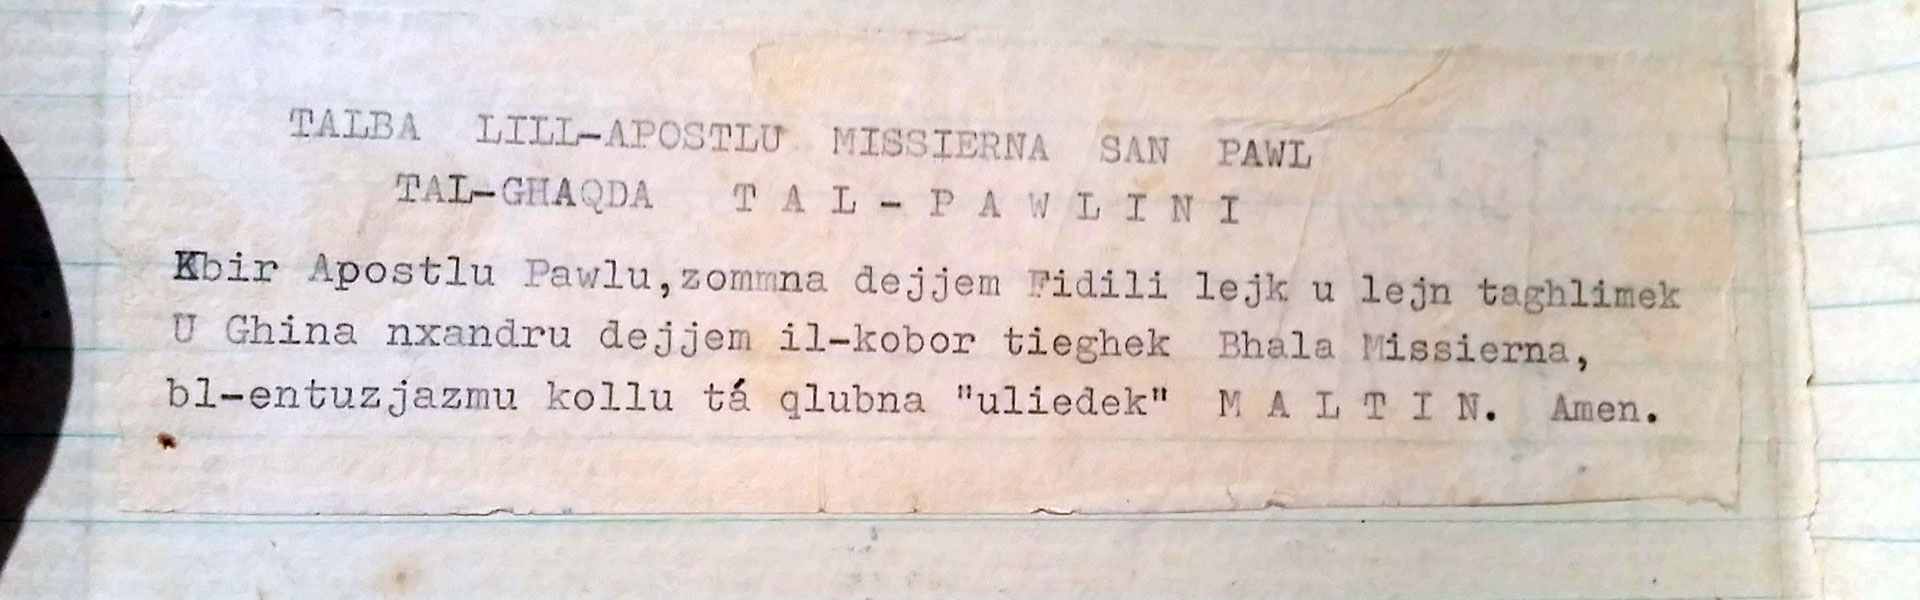 TALBA LILL-APOSTLU MISSIERNA SAN PAWL
TAL-GHAQDA T A L - P A W L I N I
Kbir Apostlu Pawlu,zommna dejjem Fidili lejk u lejn taghlimek
U Ghina nxandru dejjem il-kobor tieghek Bhala Missierna,
bl-entuzjazmu kollu tá qlubna "uliedek" M A L T I N. Amen.